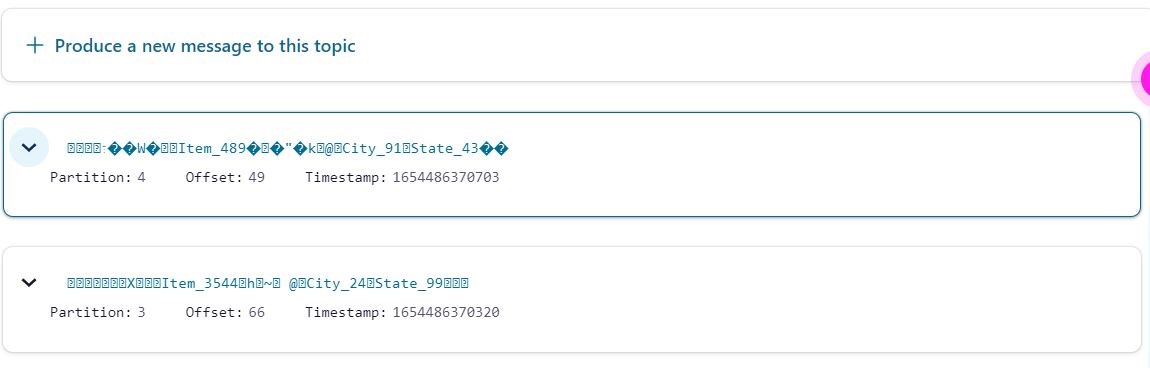 + Produce a new message to this topic
����:��W���Item_489���"�k�@�City_91�State_43��
Partition: 4 Offset: 49 Timestamp: 1654486370703
�������X���Item_3544�h�~� @�City_24�State_99���
Partition: 3 Offset: 66 Timestamp: 1654486370320